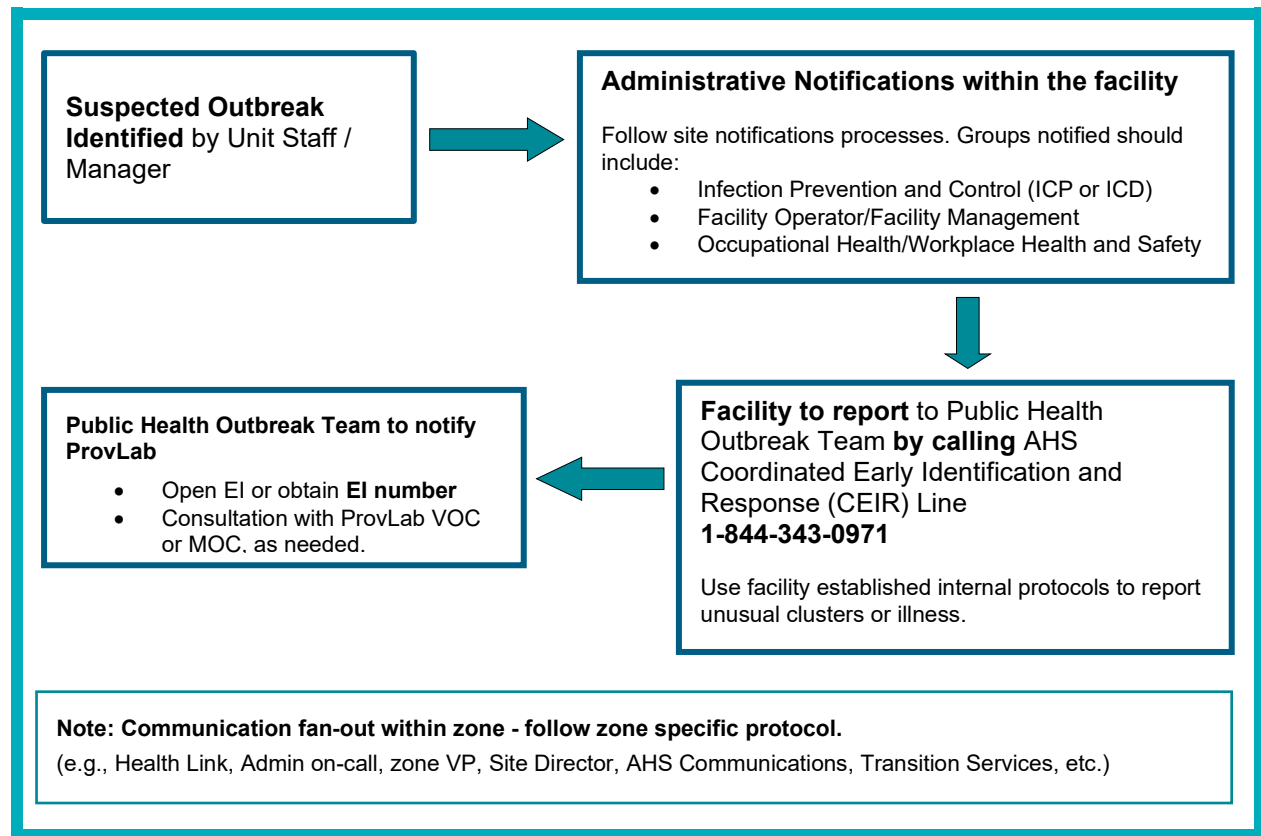 Suspected Outbreak
Identified by Unit Staff /
Manager
Administrative Notifications within the facility
Follow site notifications processes. Groups notified should
include:
• Infection Prevention and Control (ICP or ICD)
• Facility Operator/Facility Management
• Occupational Health/Workplace Health and Safety
Facility to report to Public Health
Outbreak Team by calling AHS
Coordinated Early Identification and
Response (CEIR) Line
1-844-343-0971
Use facility established internal protocols to report
unusual clusters or illness.
Public Health Outbreak Team to notify
ProvLab
• Open EI or obtain EI number
• Consultation with ProvLab VOC
or MOC, as needed.
Note: Communication fan-out within zone - follow zone specific protocol.
(e.g., Health Link, Admin on-call, zone VP, Site Director, AHS Communications, Transition Services, etc.)